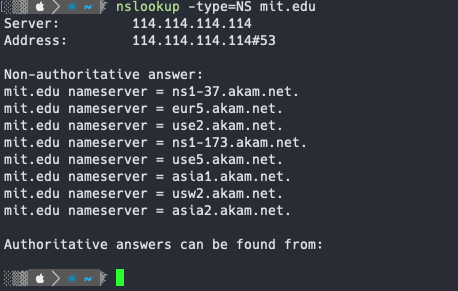 nslookup -type=NS mit.edu
Server: 114.114.114.114
Address: 114.114.114.114#53
Non-authoritative answer:
mit.edu nameserver = ns1-37.akam.net.
mit.edu nameserver = eur5.akam.net.
mit.edu nameserver = use2.akam.net.
mit.edu nameserver = ns1-173.akam.net.
mit.edu nameserver = use5.akam.net.
mit.edu nameserver = asia1.akam.net.
mit.edu nameserver = usw2.akam.net.
mit.edu nameserver = asia2.akam.net.
Authoritative answers can be found from: